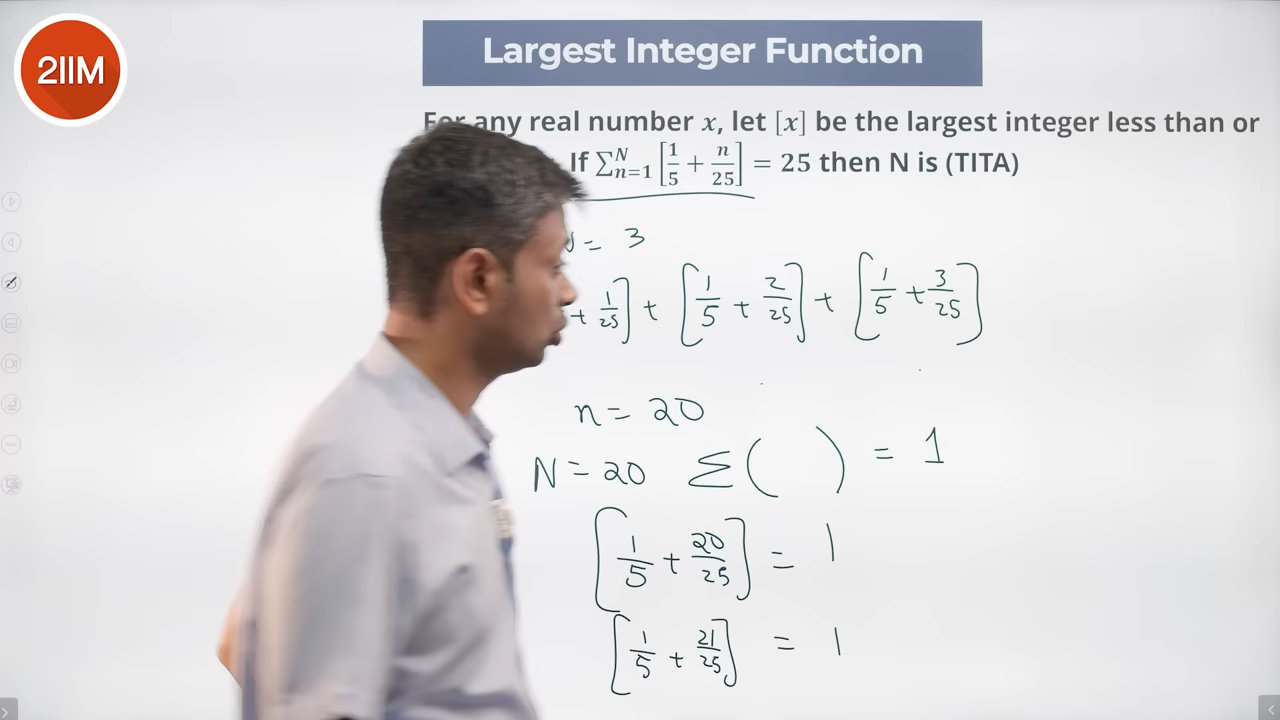 2IIM
Largest Integer Function
For any real number x, let [x] be the largest integer less than or
If ∑_{n=1}^{N} [1/5 + n/25] = 25 then N is (TITA)
= 3
+ 1/25] + [1/5 + 2/25] + [1/5 + 3/25]
n = 20
N = 20 Σ( ) = 1
[1/5 + 20/25] = 1
[1/5 + 21/25] = 1